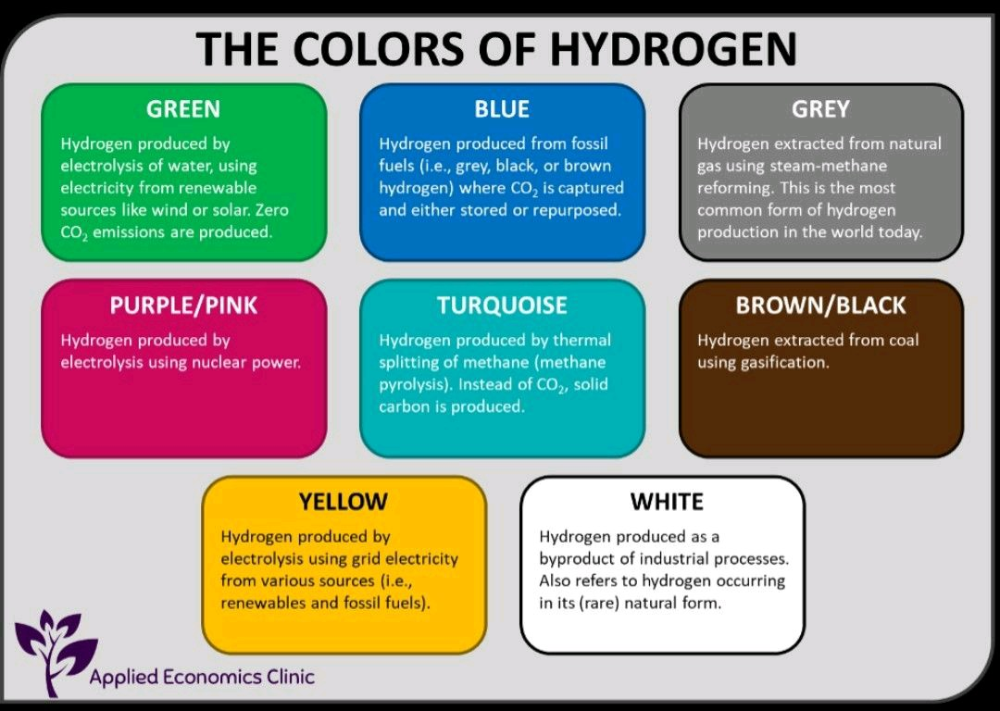 THE COLORS OF HYDROGEN
GREEN
Hydrogen produced by
electrolysis of water, using
electricity from renewable
sources like wind or solar. Zero
CO₂ emissions are produced.
BLUE
Hydrogen produced from fossil
fuels (i.e., grey, black, or brown
hydrogen) where CO₂ is captured
and either stored or repurposed.
GREY
Hydrogen extracted from natural
gas using steam-methane
reforming. This is the most
common form of hydrogen
production in the world today.
PURPLE/PINK
Hydrogen produced by
electrolysis using nuclear power.
TURQUOISE
Hydrogen produced by thermal
splitting of methane (methane
pyrolysis). Instead of CO₂, solid
carbon is produced.
BROWN/BLACK
Hydrogen extracted from coal
using gasification.
YELLOW
Hydrogen produced by
electrolysis using grid electricity
from various sources (i.e.,
renewables and fossil fuels).
WHITE
Hydrogen produced as a
byproduct of industrial processes.
Also refers to hydrogen occurring
in its (rare) natural form.
Applied Economics Clinic